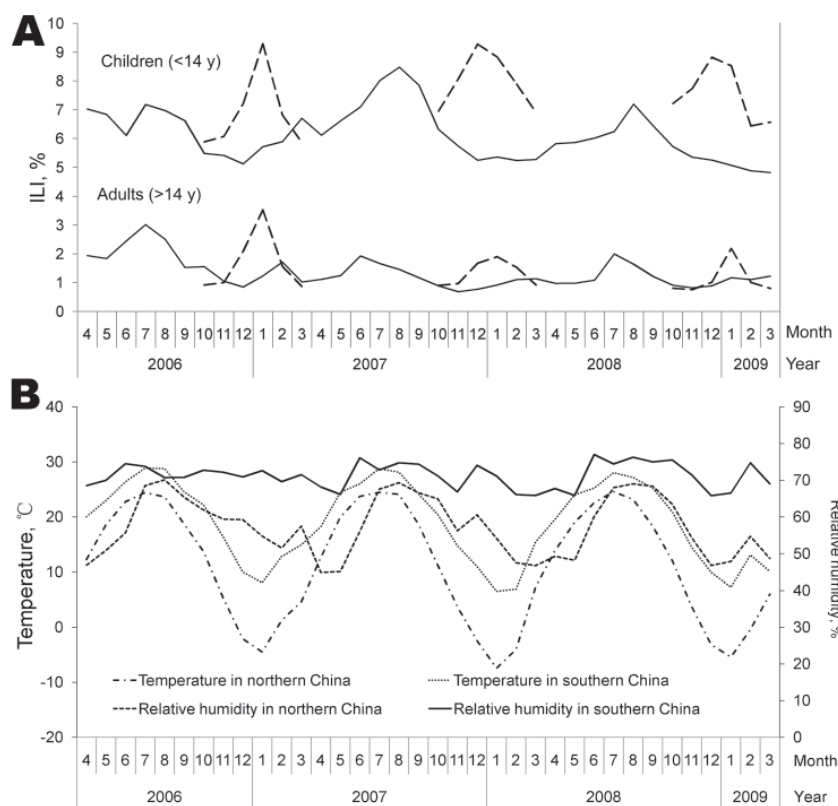 A
10
9
8
7
6
5
4
3
2
1
0
ILI, %
Children (<14 y)
Adults (>14 y)
4 5 6 7 8 9 10 11 12 1 2 3 4 5 6 7 8 9 10 11 12 1 2 3 4 5 6 7 8 9 10 11 12 1 2 3 Month
2006 2007 2008 2009 Year
B
40
30
20
10
0
-10
-20
Temperature, ℃
90
80
70
60
50
40
30
20
10
0
Relative humidity, %
Temperature in northern China
Temperature in southern China
Relative humidity in northern China
Relative humidity in southern China
4 5 6 7 8 9 10 11 12 1 2 3 4 5 6 7 8 9 10 11 12 1 2 3 4 5 6 7 8 9 10 11 12 1 2 3 Month
2006 2007 2008 2009 Year